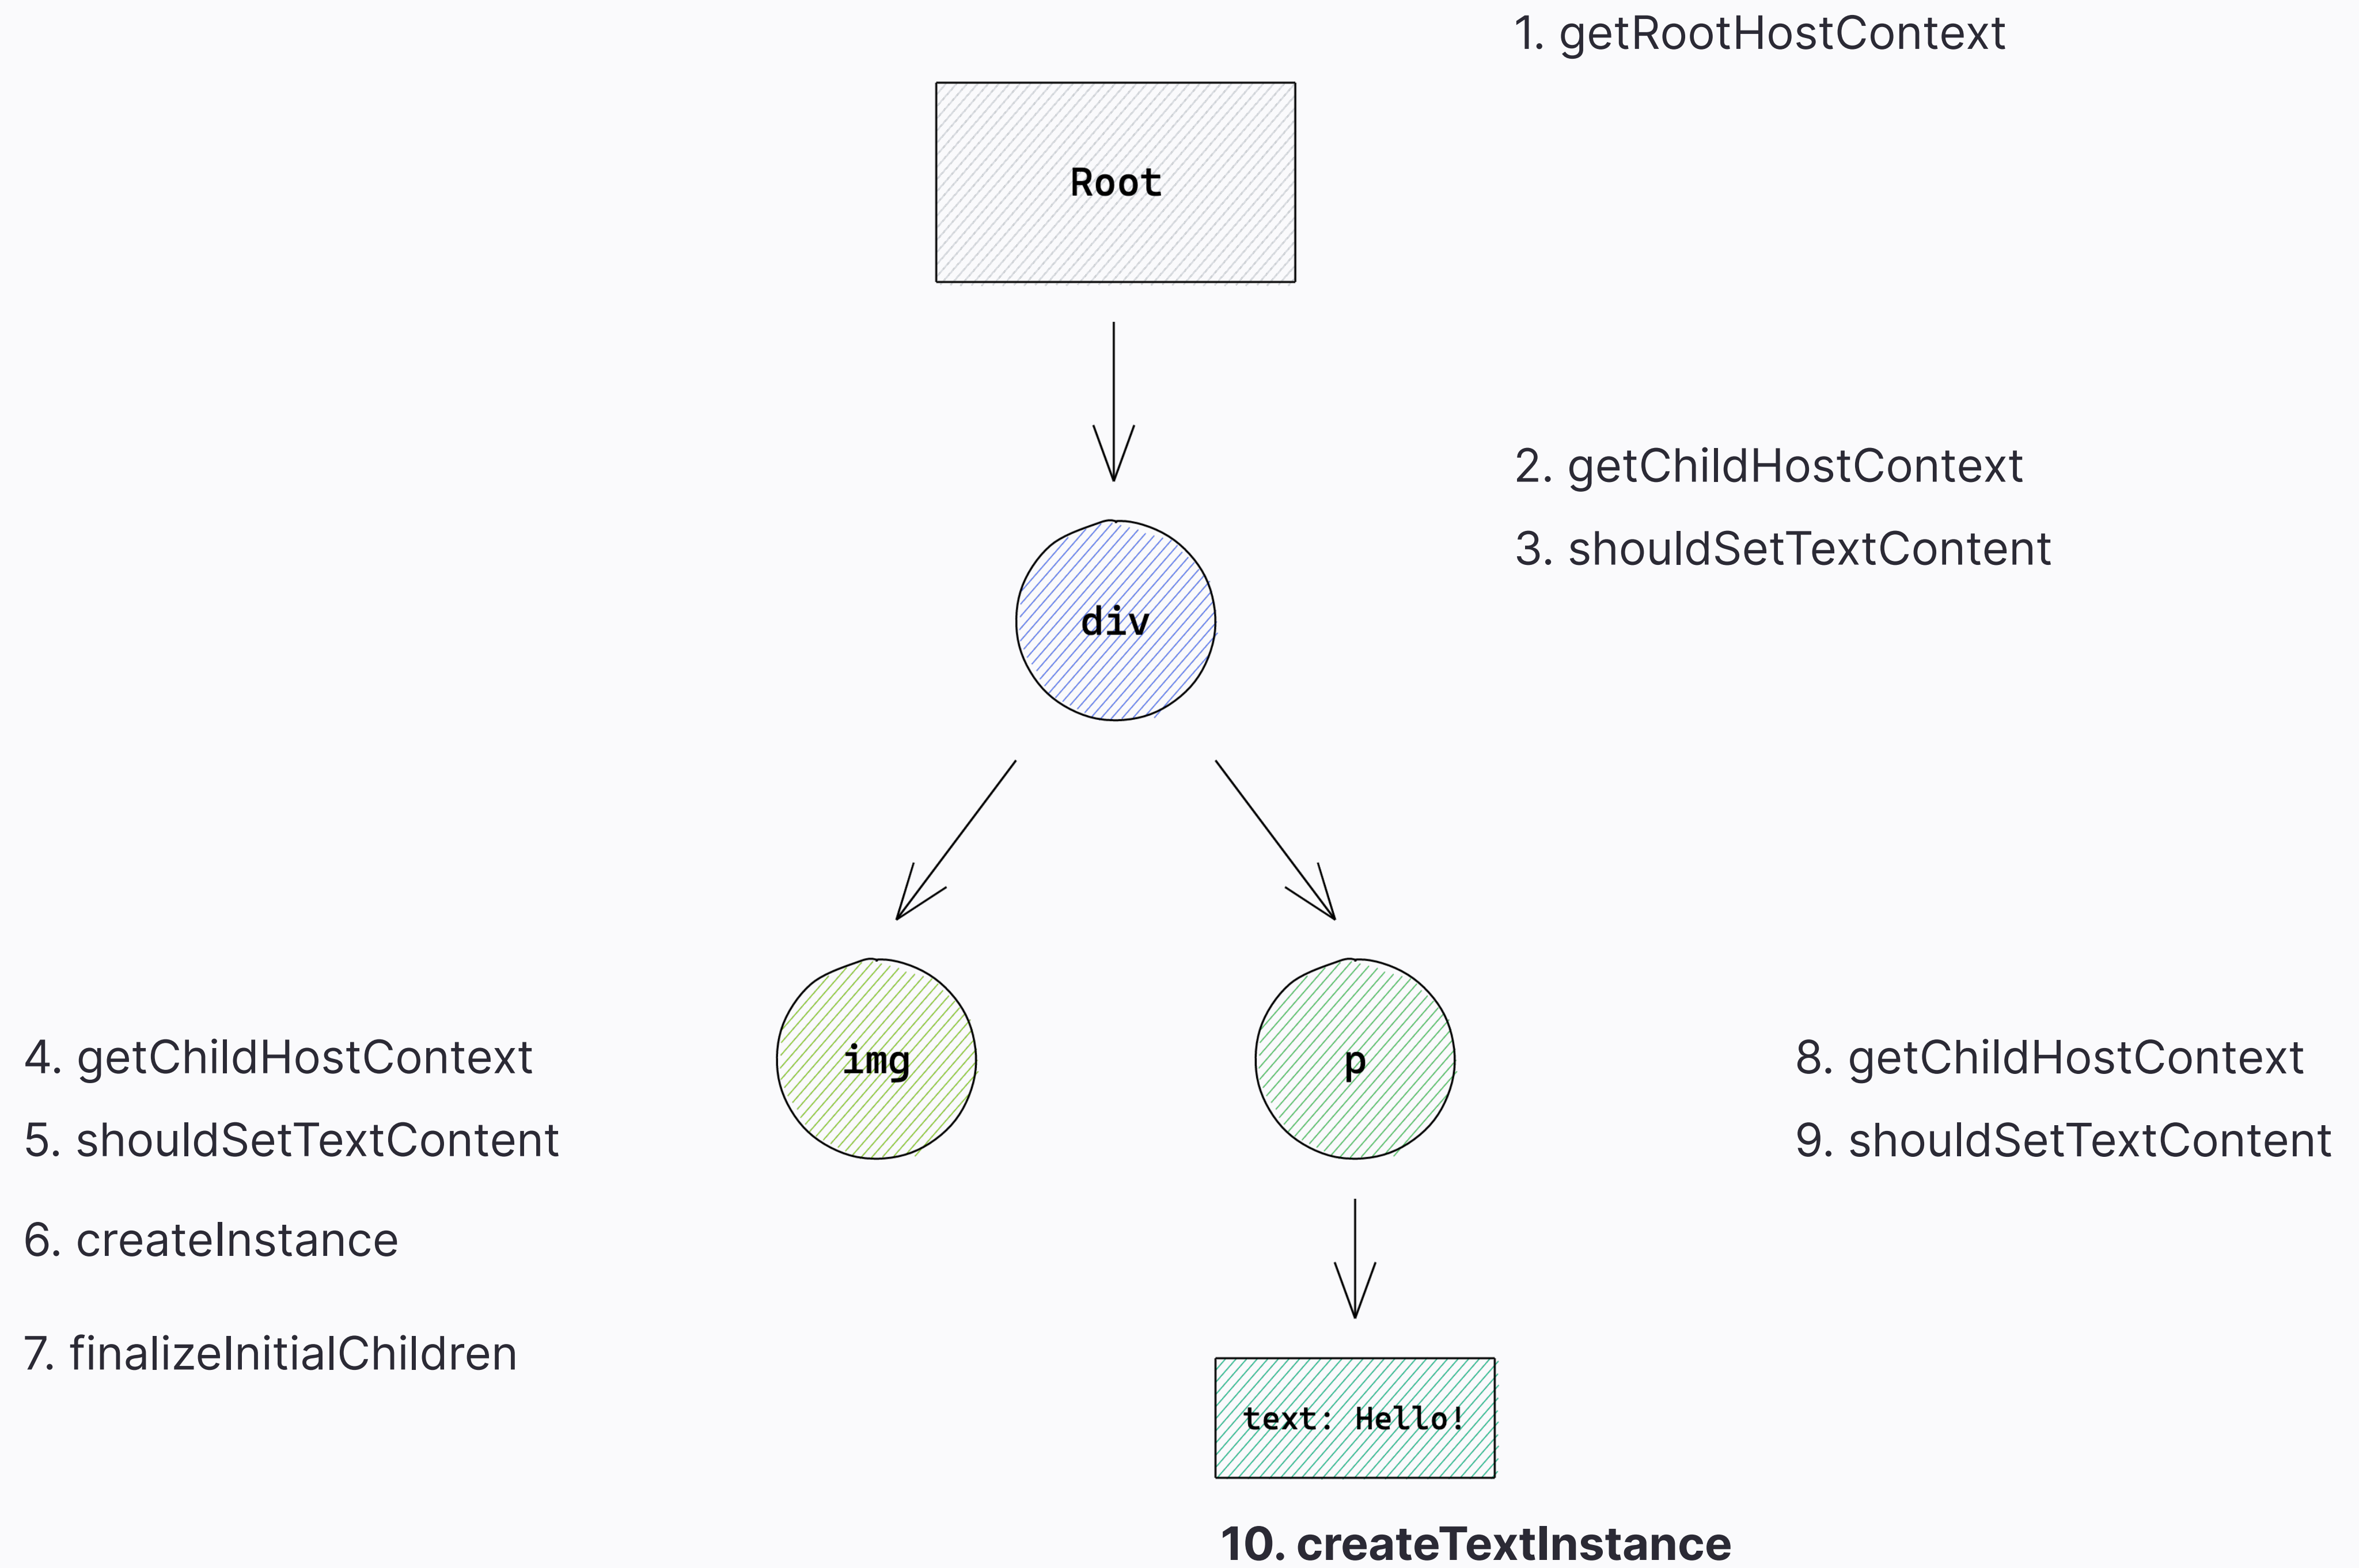 1. getRootHostContext
Root
2. getChildHostContext
3. shouldSetTextContent
div
img
p
4. getChildHostContext
5. shouldSetTextContent
6. createInstance
7. finalizeInitialChildren
8. getChildHostContext
9. shouldSetTextContent
text: Hello!
10. createTextInstance